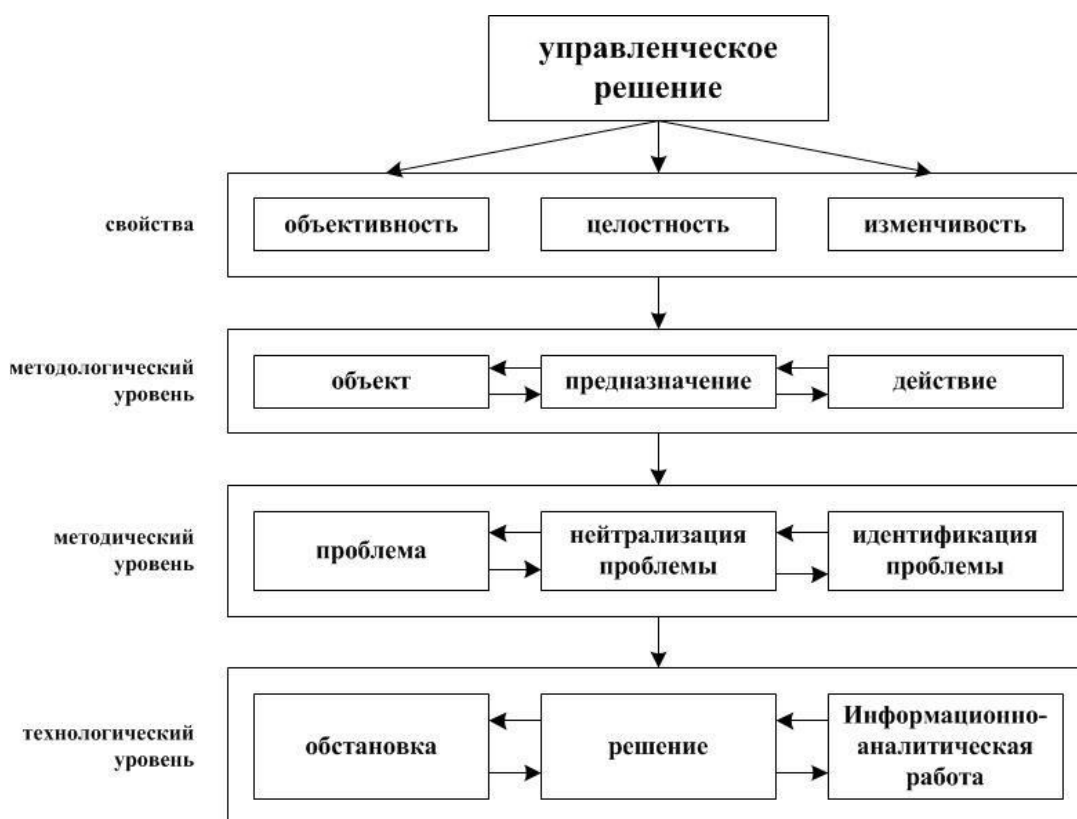 управленческое
решение
свойства
объективность
целостность
изменчивость
методологический
уровень
объект
предназначение
действие
методический
уровень
проблема
нейтрализация
проблемы
идентификация
проблемы
технологический
уровень
обстановка
решение
Информационно-
аналитическая
работа